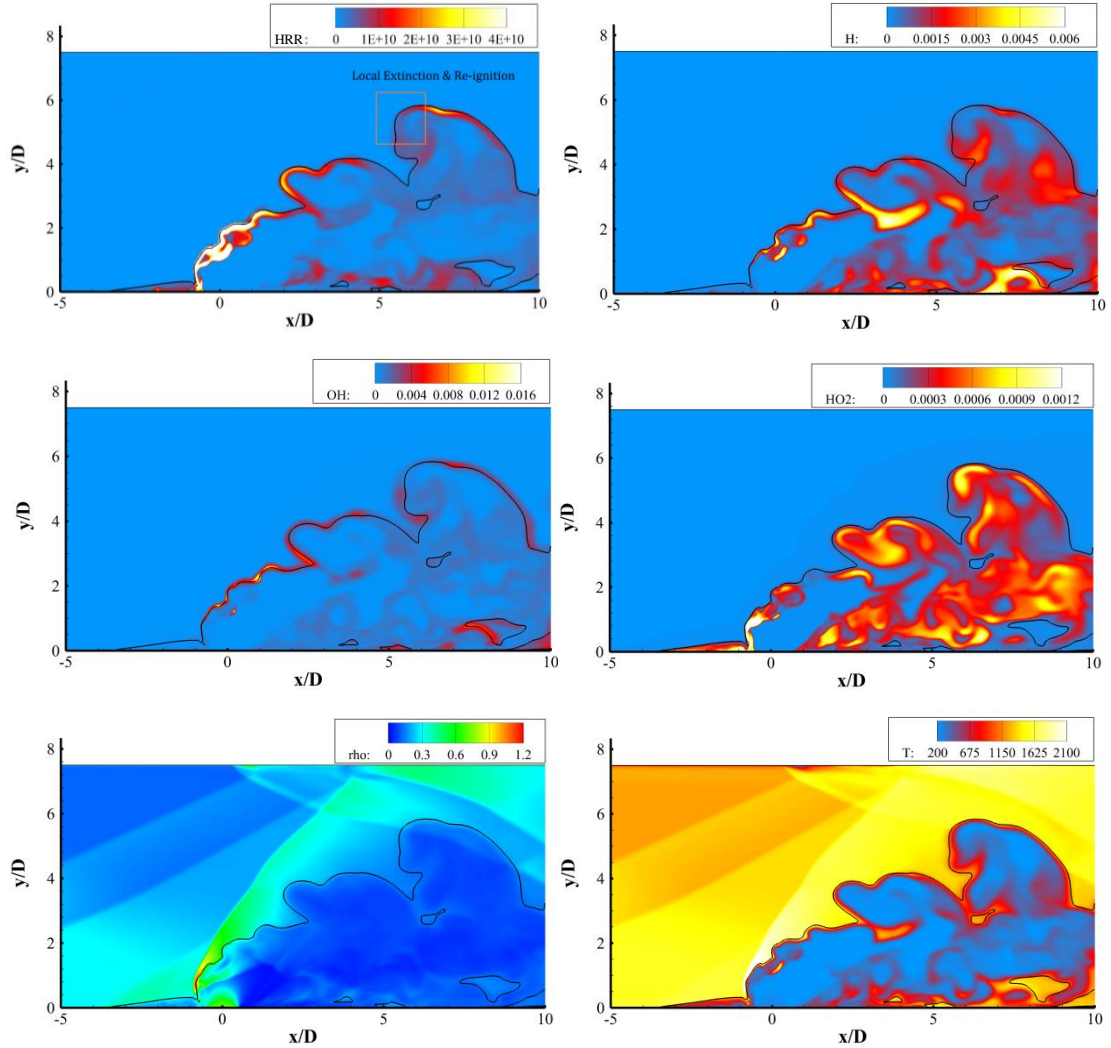 HRR: 0 1E+10 2E+10 3E+10 4E+10
Local Extinction & Re-ignition
8
6
4
2
0
y/D
-5 0 5 10
x/D
H: 0 0.0015 0.003 0.0045 0.006
8
6
4
2
0
y/D
-5 0 5 10
x/D
OH: 0 0.004 0.008 0.012 0.016
8
6
4
2
0
y/D
-5 0 5 10
x/D
HO2: 0 0.0003 0.0006 0.0009 0.0012
8
6
4
2
0
y/D
-5 0 5 10
x/D
rho: 0 0.3 0.6 0.9 1.2
8
6
4
2
0
y/D
-5 0 5 10
x/D
T: 200 675 1150 1625 2100
8
6
4
2
0
y/D
-5 0 5 10
x/D